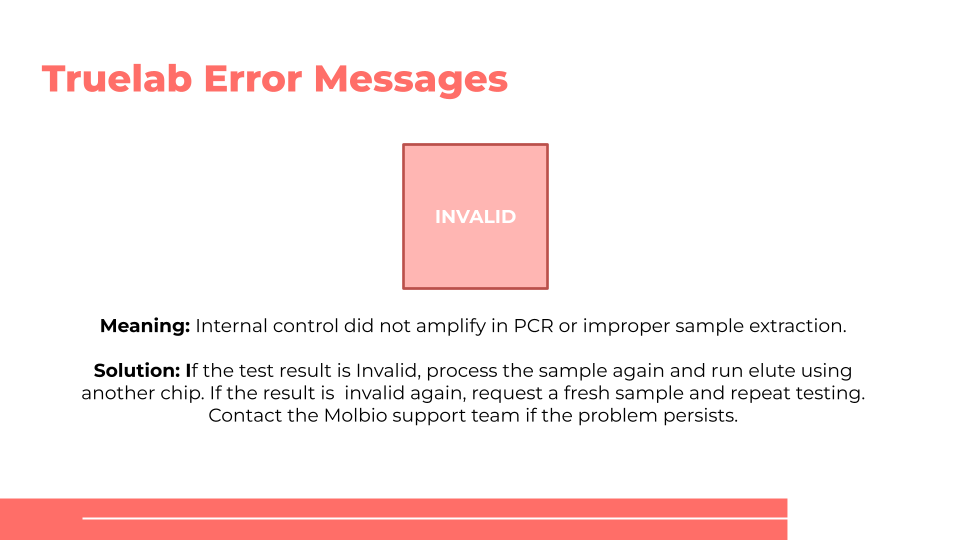 Truelab Error Messages
INVALID
Meaning: Internal control did not amplify in PCR or improper sample extraction.
Solution: If the test result is Invalid, process the sample again and run elute using
another chip. If the result is  invalid again, request a fresh sample and repeat testing.
Contact the Molbio support team if the problem persists.